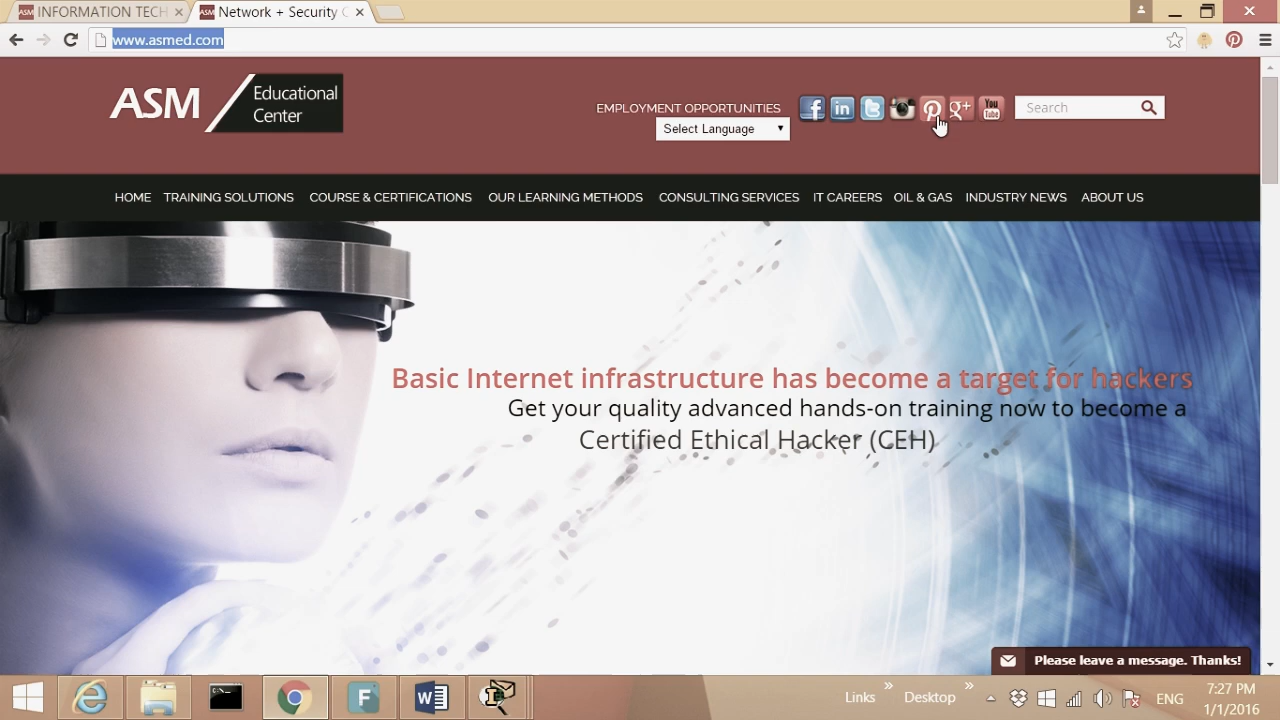 INFORMATION TECH
Network + Security C
www.asmed.com
ASM
Educational
Center
EMPLOYMENT OPPORTUNITIES
Select Language
Search
HOME TRAINING SOLUTIONS COURSE & CERTIFICATIONS OUR LEARNING METHODS CONSULTING SERVICES IT CAREERS OIL & GAS INDUSTRY NEWS ABOUT US
Basic Internet infrastructure has become a target for hackers
Get your quality advanced hands-on training now to become a
Certified Ethical Hacker (CEH)
Please leave a message. Thanks!
Links
Desktop
ENG
7:27 PM
1/1/2016